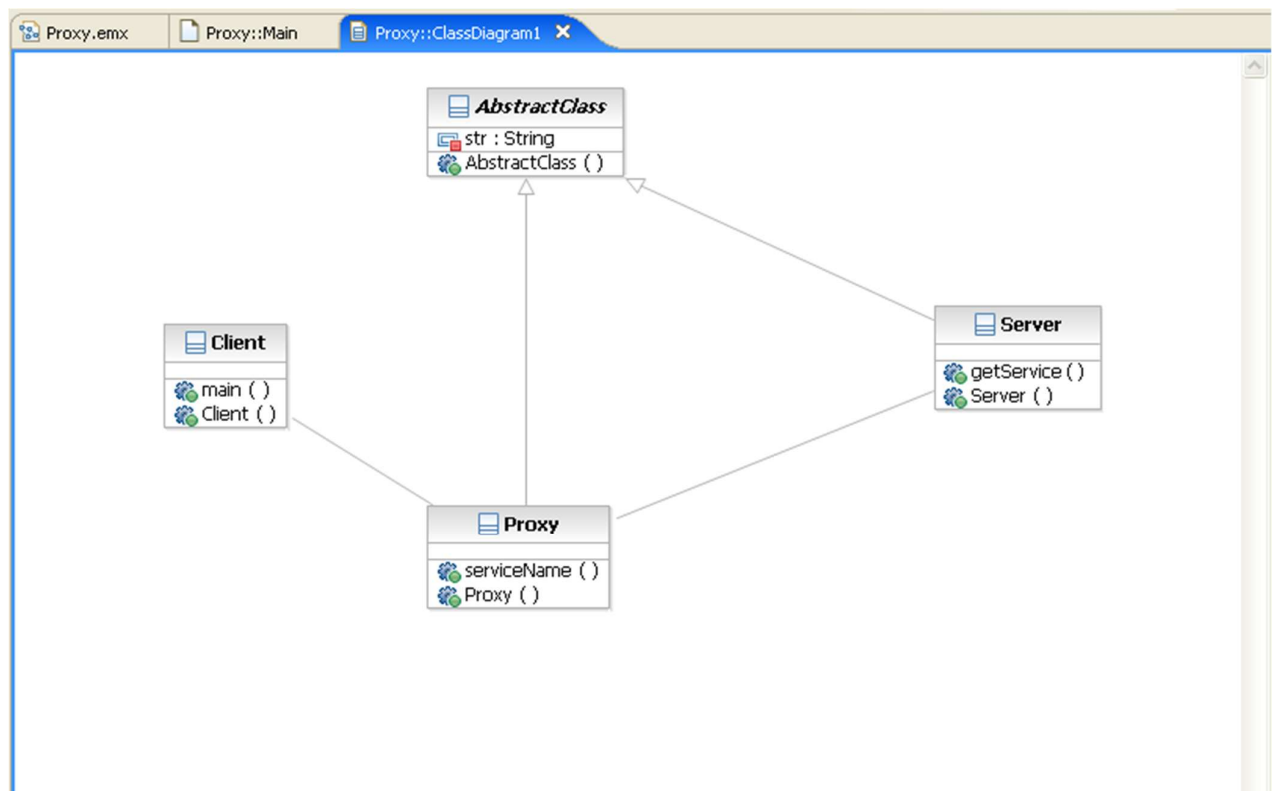 Proxy.emx
Proxy::Main
Proxy::ClassDiagram1
AbstractClass
str : String
AbstractClass ( )
Client
main ( )
Client ( )
Server
getService ( )
Server ( )
Proxy
serviceName ( )
Proxy ( )